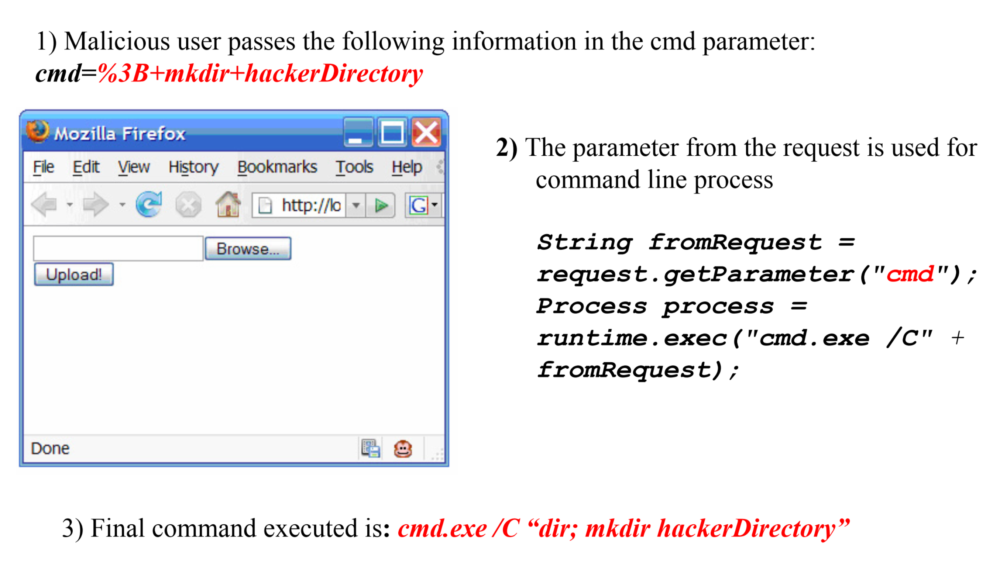 1) Malicious user passes the following information in the cmd parameter:
cmd=%3B+mkdir+hackerDirectory
Mozilla Firefox
File Edit View History Bookmarks Tools Help
http://lo
G
Browse...
Upload!
Done
2) The parameter from the request is used for
command line process
String fromRequest =
request.getParameter("cmd");
Process process =
runtime.exec("cmd.exe /C" +
fromRequest);
3) Final command executed is: cmd.exe /C “dir; mkdir hackerDirectory”